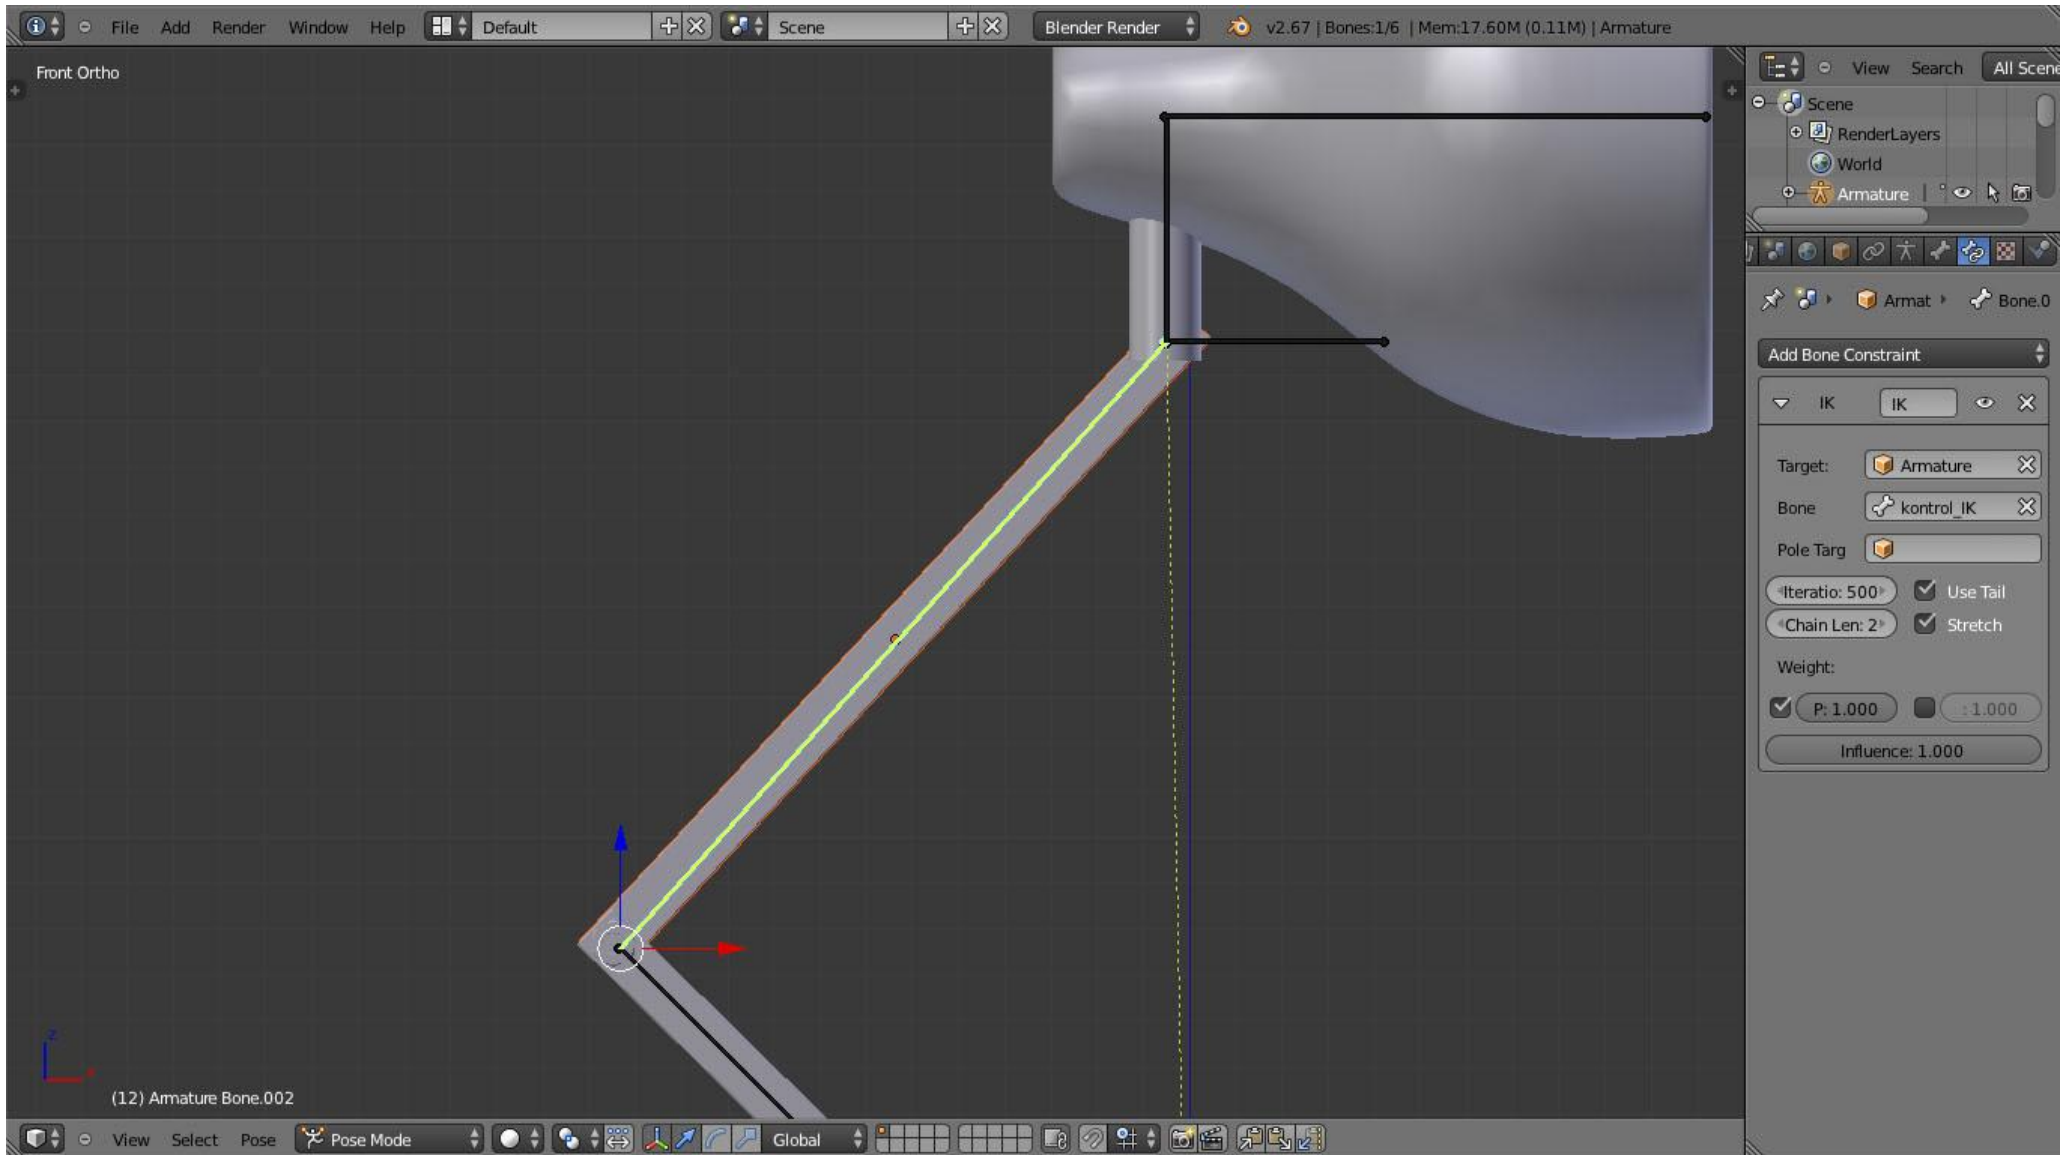 File Add Render Window Help Default Scene Blender Render v2.67 | Bones:1/6 | Mem:17.60M (0.11M) | Armature
Front Ortho
View Search All Scene
Scene
RenderLayers
World
Armature
Armat Bone.0
Add Bone Constraint
IK IK
Target: Armature
Bone kontrol_IK
Pole Targ
Iteratio: 500 Use Tail
Chain Len: 2 Stretch
Weight:
P: 1.000 : 1.000
Influence: 1.000
z
x
(12) Armature Bone.002
View Select Pose Pose Mode Global